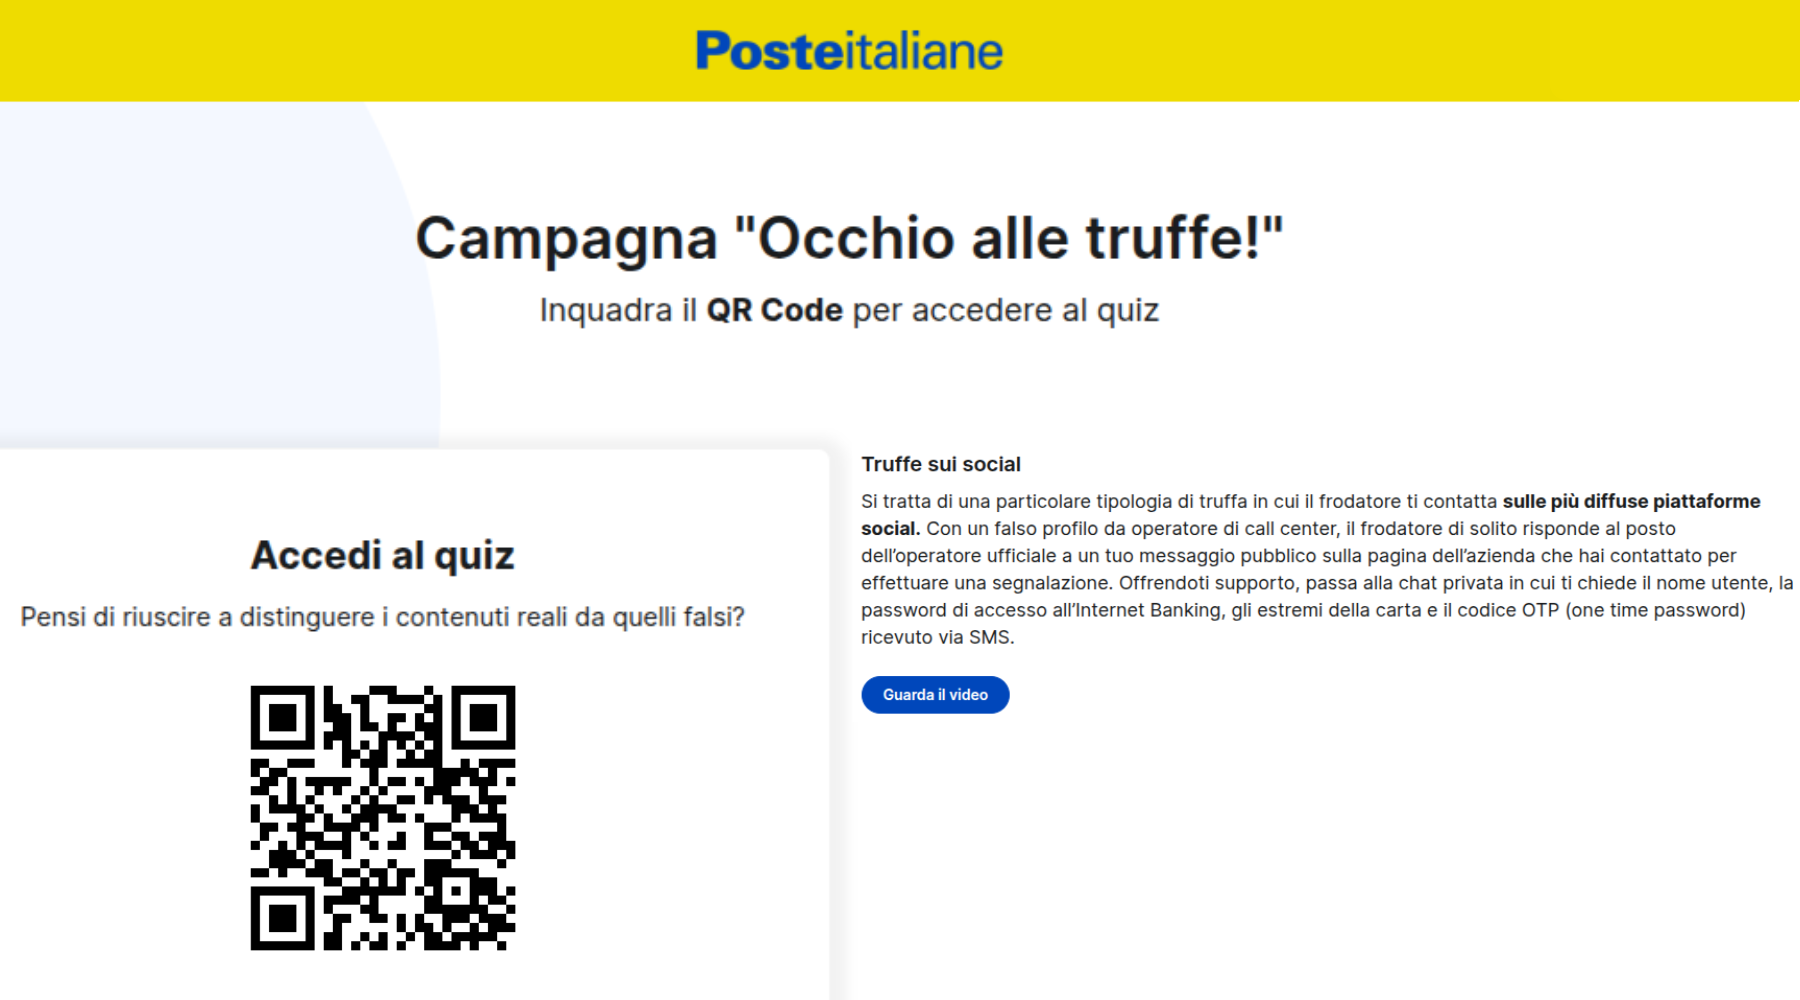 Posteitaliane
Campagna "Occhio alle truffe!"
Inquadra il QR Code per accedere al quiz
Accedi al quiz
Pensi di riuscire a distinguere i contenuti reali da quelli falsi?
Truffe sui social
Si tratta di una particolare tipologia di truffa in cui il frodatore ti contatta sulle più diffuse piattaforme
social. Con un falso profilo da operatore di call center, il frodatore di solito risponde al posto
dell’operatore ufficiale a un tuo messaggio pubblico sulla pagina dell’azienda che hai contattato per
effettuare una segnalazione. Offrendoti supporto, passa alla chat privata in cui ti chiede il nome utente, la
password di accesso all’Internet Banking, gli estremi della carta e il codice OTP (one time password)
ricevuto via SMS.
Guarda il video